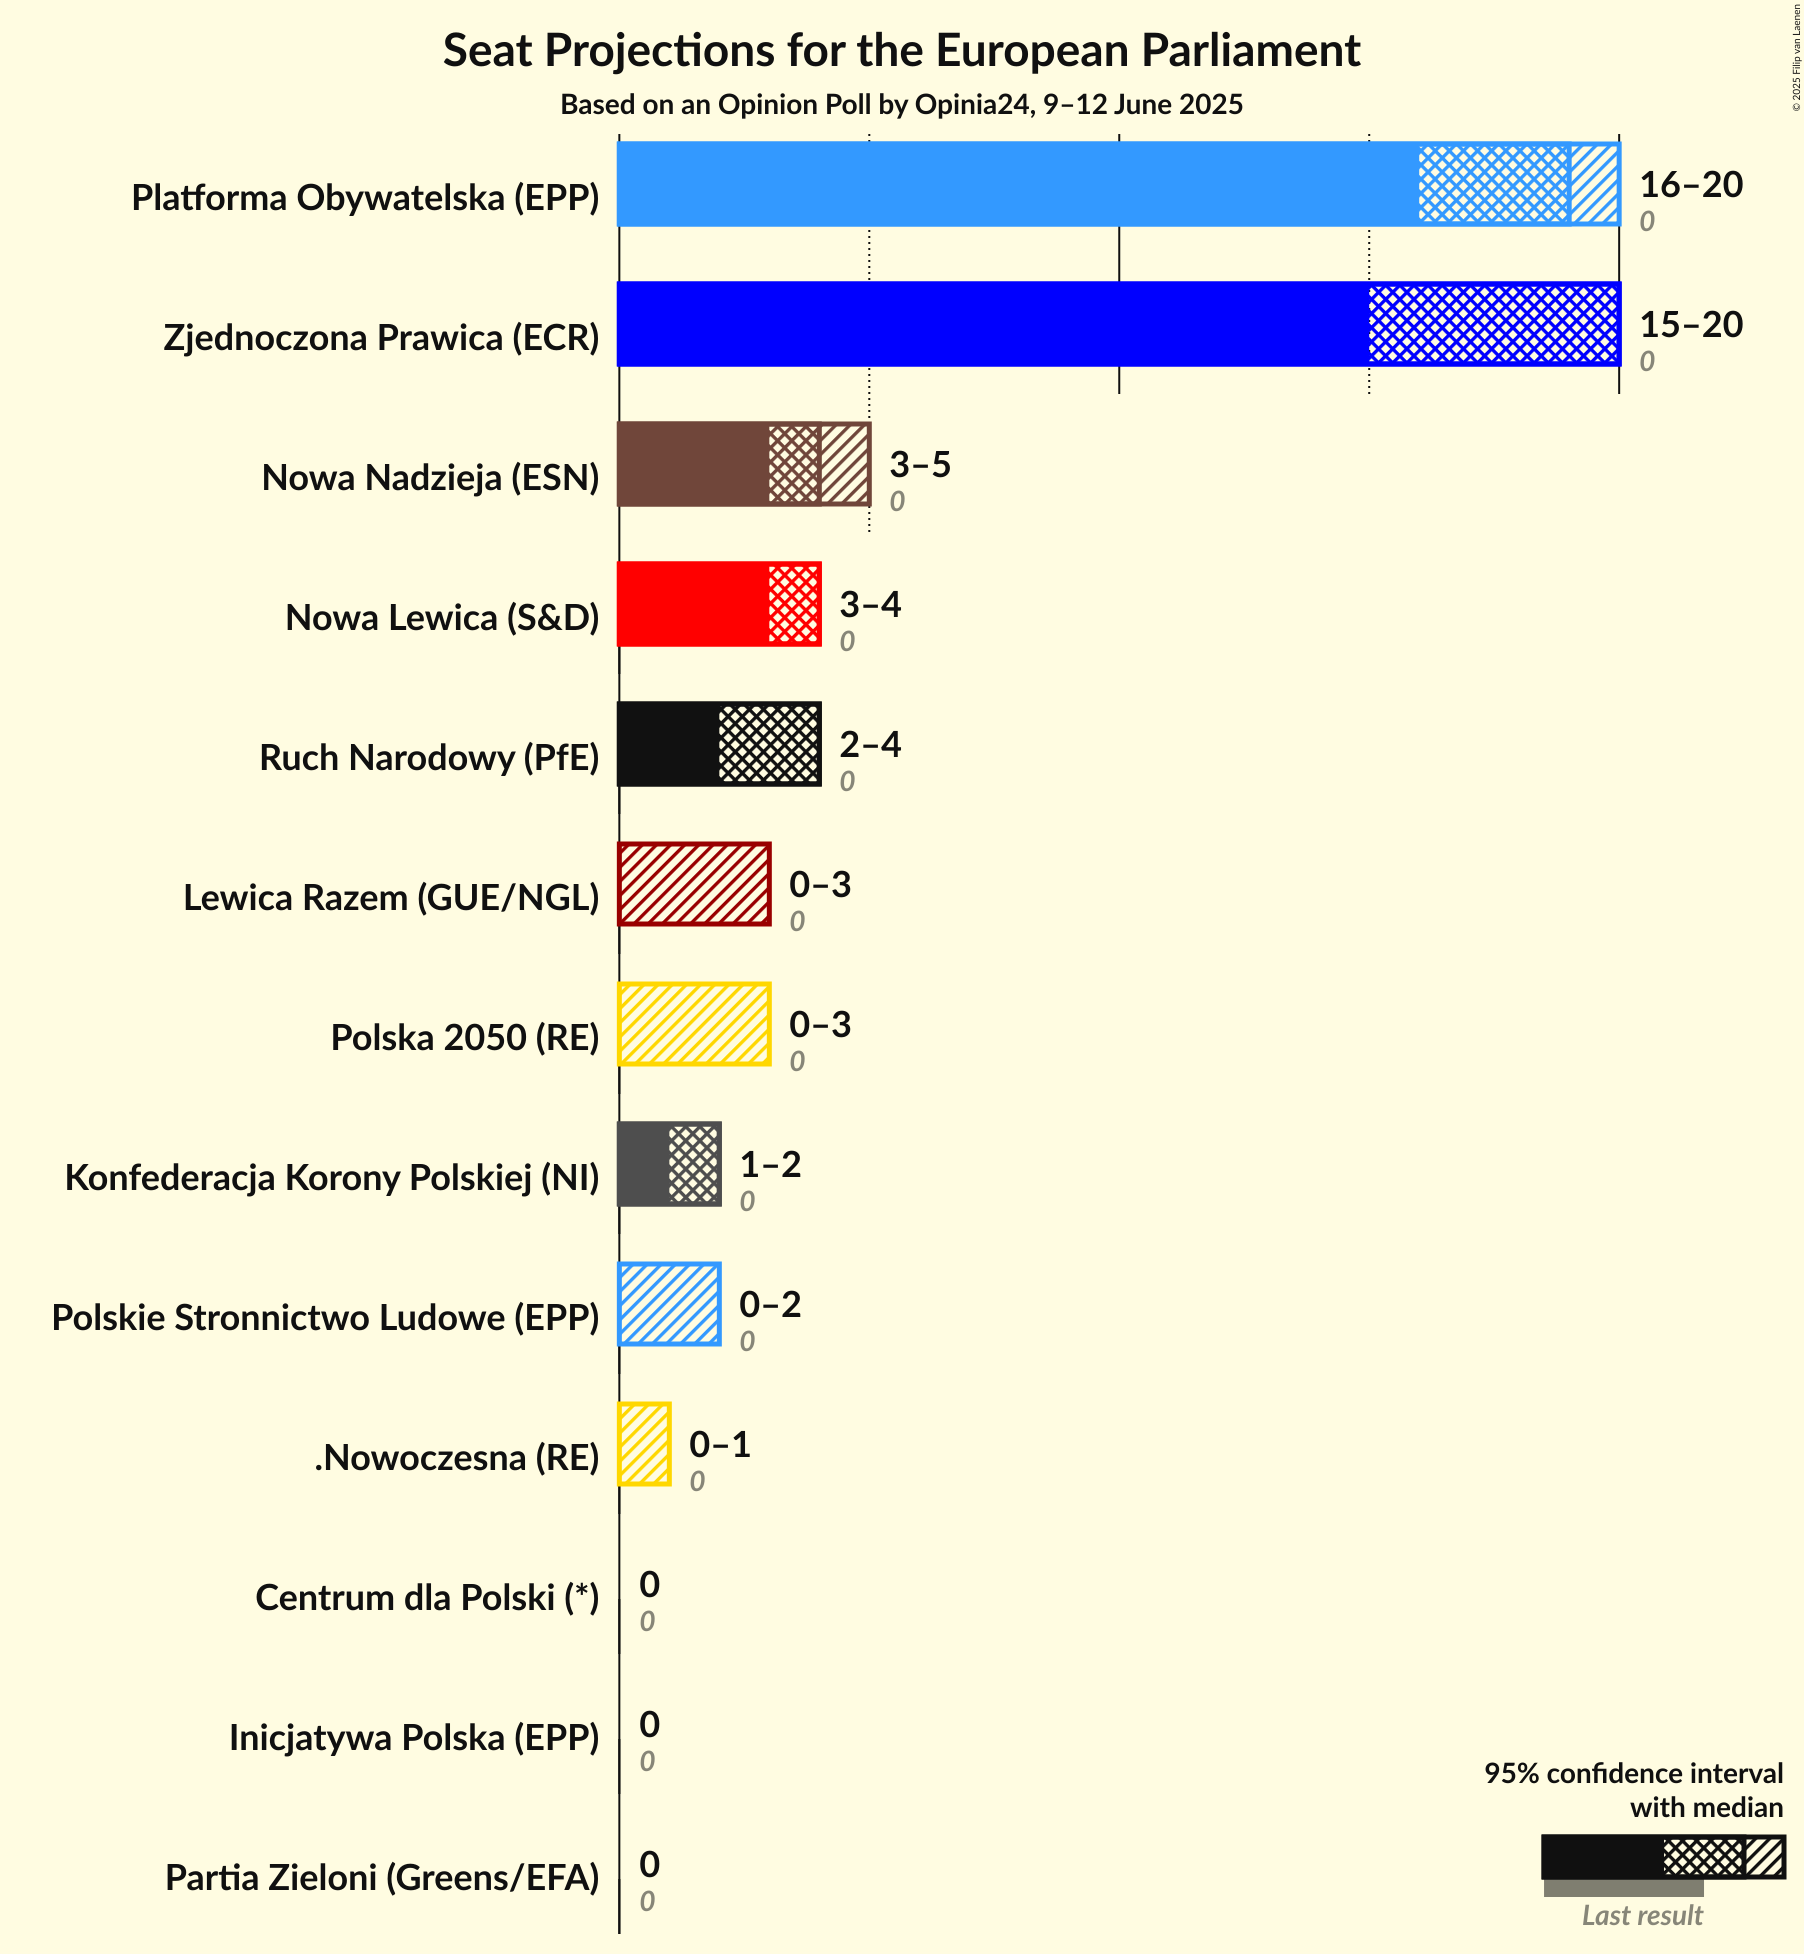 Seat Projections for the European Parliament
Based on an Opinion Poll by Opinia24, 9–12 June 2025
© 2025 Filip van Laenen
Platforma Obywatelska (EPP)
16–20
0
Zjednoczona Prawica (ECR)
15–20
0
Nowa Nadzieja (ESN)
3–5
0
Nowa Lewica (S&D)
3–4
0
Ruch Narodowy (PfE)
2–4
0
Lewica Razem (GUE/NGL)
0–3
0
Polska 2050 (RE)
0–3
0
Konfederacja Korony Polskiej (NI)
1–2
0
Polskie Stronnictwo Ludowe (EPP)
0–2
0
.Nowoczesna (RE)
0–1
0
Centrum dla Polski (*)
0
0
Inicjatywa Polska (EPP)
0
0
Partia Zieloni (Greens/EFA)
0
0
95% confidence interval
with median
Last result